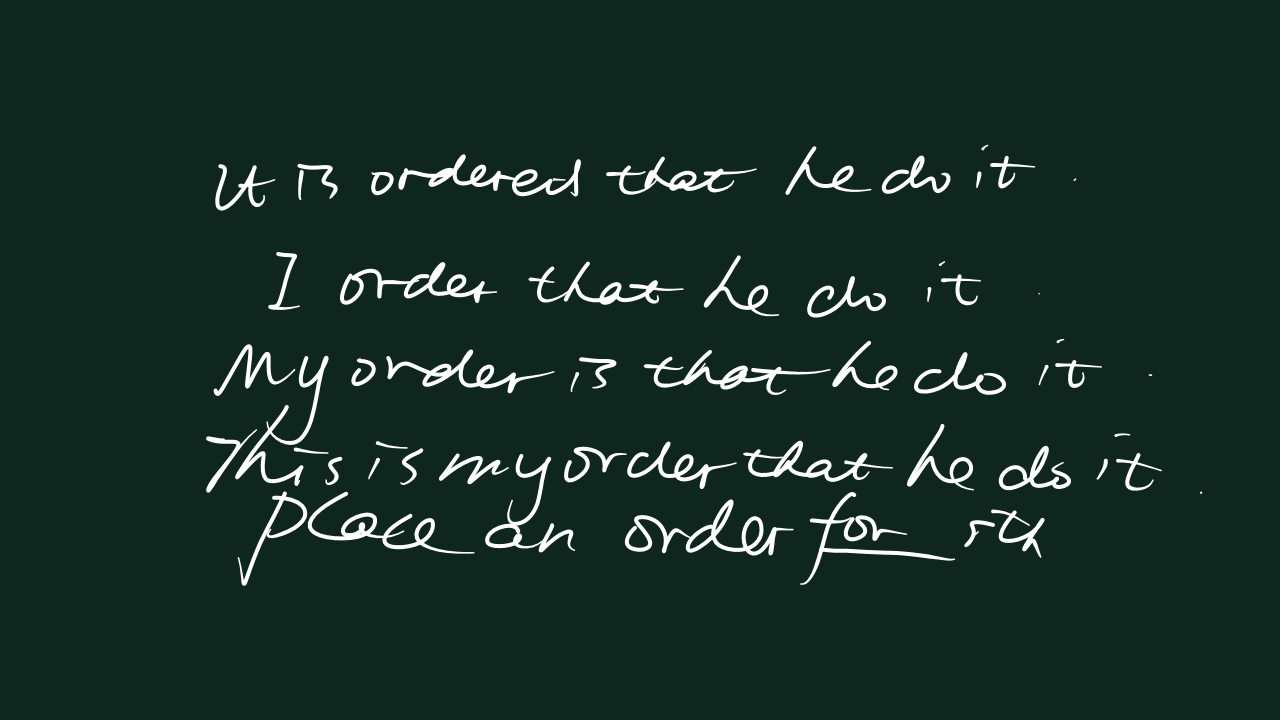 It is ordered that he do it.
I order that he do it.
My order is that he do it.
This is my order that he do it.
place an order for sth